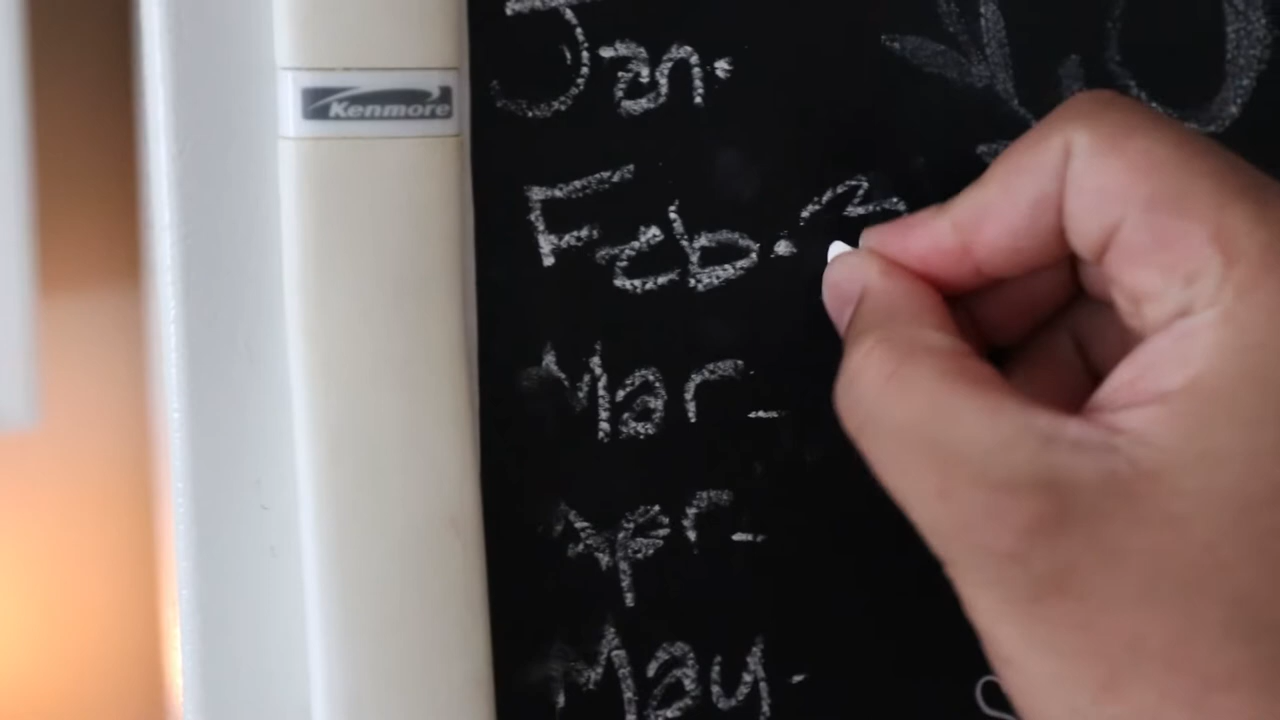 Kenmore
Jan.
Feb.
Mar-
Apr-
May-